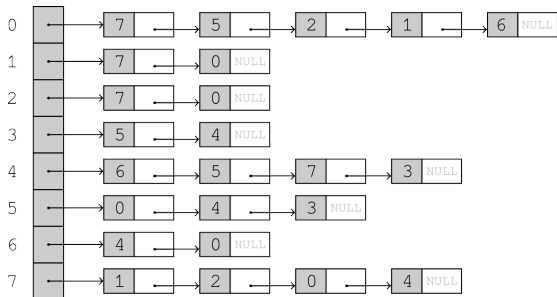 0 7 5 2 1 6 NULL
1 7 0 NULL
2 7 0 NULL
3 5 4 NULL
4 6 5 7 3 NULL
5 0 4 3 NULL
6 4 0 NULL
7 1 2 0 4 NULL